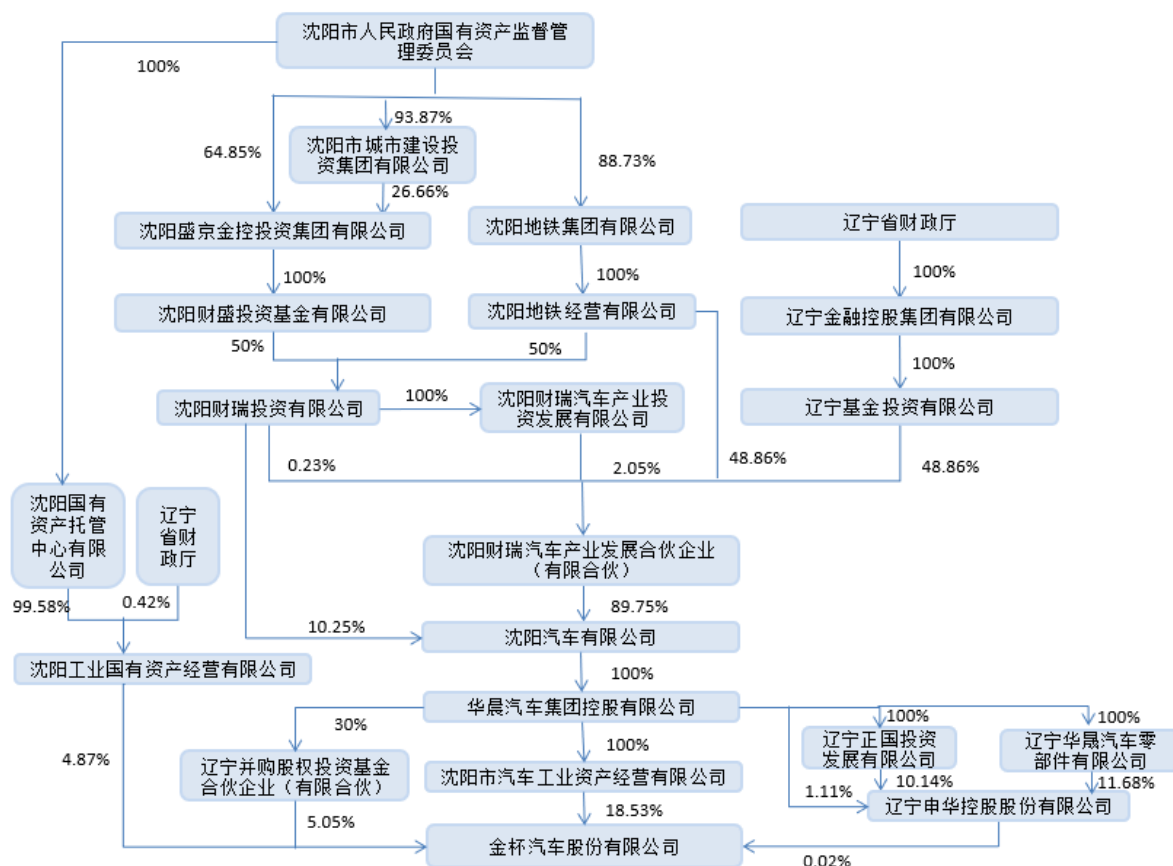 沈阳市人民政府国有资产监督管
理委员会
100%
93.87%
64.85%
沈阳市城市建设投
资集团有限公司
88.73%
26.66%
沈阳盛京金控投资集团有限公司
沈阳地铁集团有限公司
辽宁省财政厅
100%
100%
100%
沈阳财盛投资基金有限公司
沈阳地铁经营有限公司
辽宁金融控股集团有限公司
50%
50%
100%
沈阳财瑞投资有限公司
100%
沈阳财瑞汽车产业投
资发展有限公司
辽宁基金投资有限公司
0.23%
2.05%
48.86%
48.86%
沈阳国有
资产托管
中心有限
公司
辽宁
省财
政厅
沈阳财瑞汽车产业发展合伙企业
（有限合伙）
99.58%
0.42%
89.75%
10.25%
沈阳汽车有限公司
沈阳工业国有资产经营有限公司
100%
华晨汽车集团控股有限公司
30%
100%
100%
100%
4.87%
辽宁并购股权投资基金
合伙企业（有限合伙）
沈阳市汽车工业资产经营有限公司
辽宁正国投资
发展有限公司
辽宁华晟汽车零
部件有限公司
1.11%
10.14%
11.68%
5.05%
18.53%
辽宁申华控股股份有限公司
金杯汽车股份有限公司
0.02%